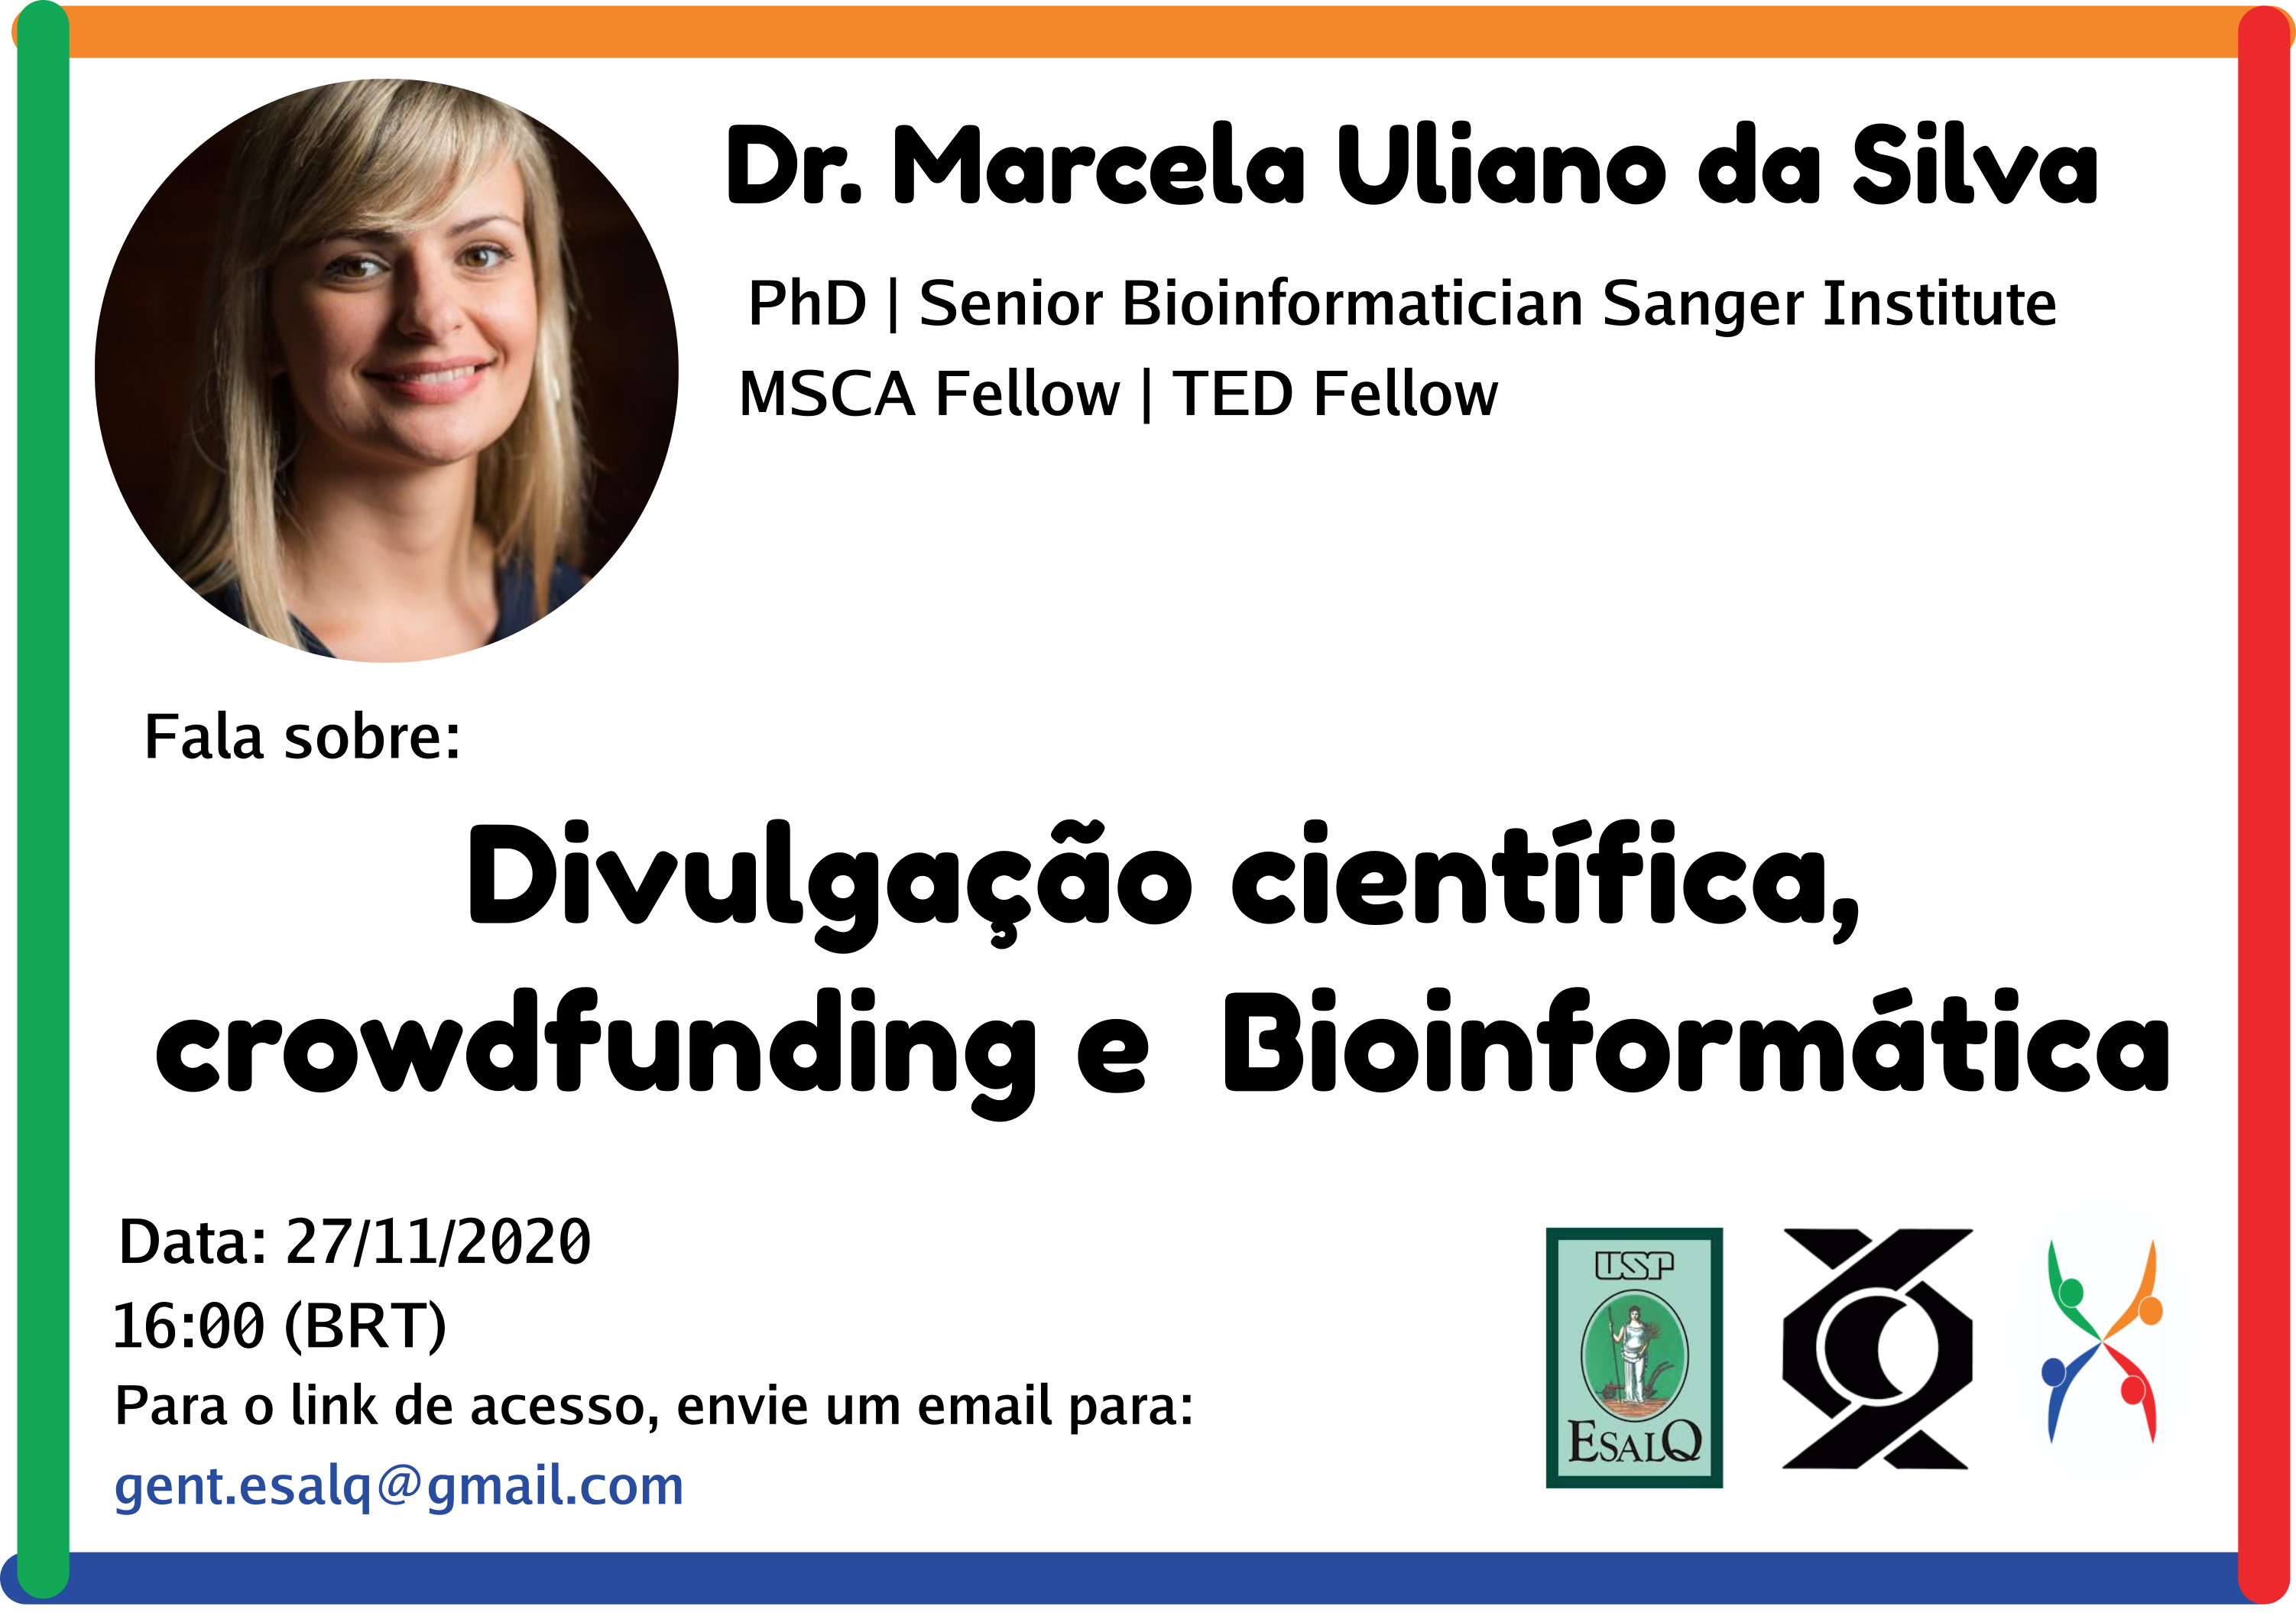 Dr. Marcela Uliano da Silva
PhD | Senior Bioinformatician Sanger Institute
MSCA Fellow | TED Fellow
Fala sobre:
Divulgação científica,
crowdfunding e Bioinformática
Data: 27/11/2020
16:00 (BRT)
Para o link de acesso, envie um email para:
gent.esalq@gmail.com
USP
ESALQ